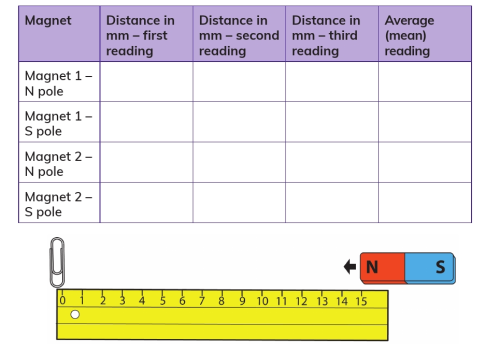 Magnet
Distance in
mm – first
reading
Distance in
mm – second
reading
Distance in
mm – third
reading
Average
(mean)
reading
Magnet 1 –
N pole
Magnet 1 –
S pole
Magnet 2 –
N pole
Magnet 2 –
S pole
N S
0 1 2 3 4 5 6 7 8 9 10 11 12 13 14 15